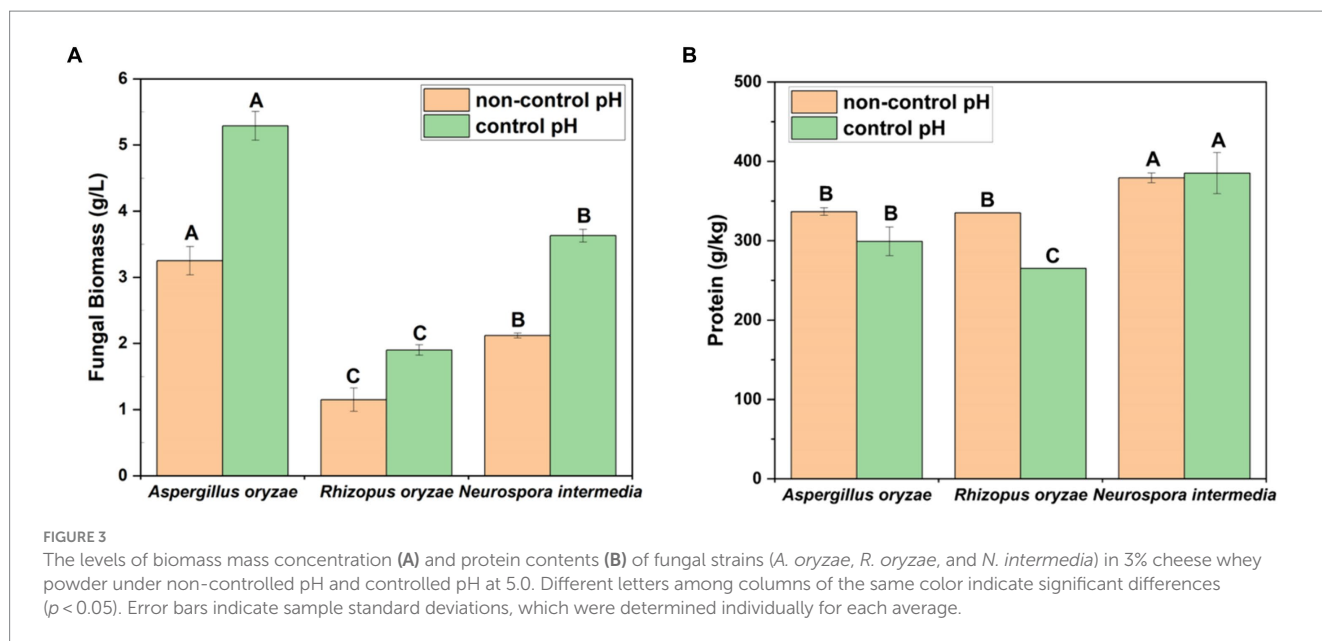 A
Fungal Biomass (g/L)
6
5
4
3
2
1
0
non-control pH
control pH
A
A
C
C
B
B
Aspergillus oryzae Rhizopus oryzae Neurospora intermedia
B
Protein (g/kg)
500
400
300
200
100
0
non-control pH
control pH
B
B
B
C
A
A
Aspergillus oryzae Rhizopus oryzae Neurospora intermedia
FIGURE 3
The levels of biomass mass concentration (A) and protein contents (B) of fungal strains (A. oryzae, R. oryzae, and N. intermedia) in 3% cheese whey
powder under non-controlled pH and controlled pH at 5.0. Different letters among columns of the same color indicate significant differences
(p < 0.05). Error bars indicate sample standard deviations, which were determined individually for each average.